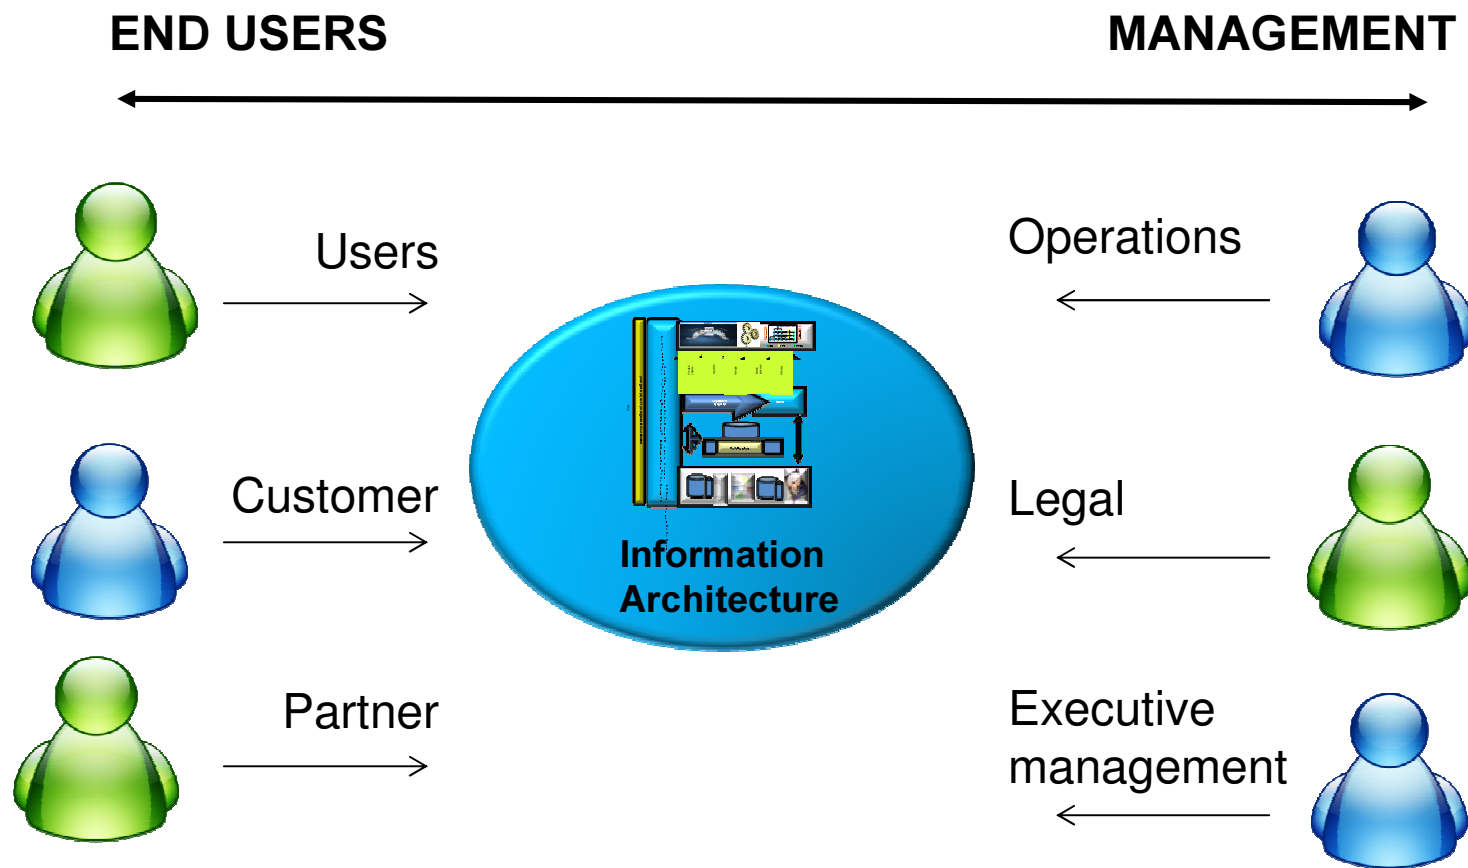 END USERS
MANAGEMENT
Users
Operations
Customer
Legal
Information
Architecture
Partner
Executive
management